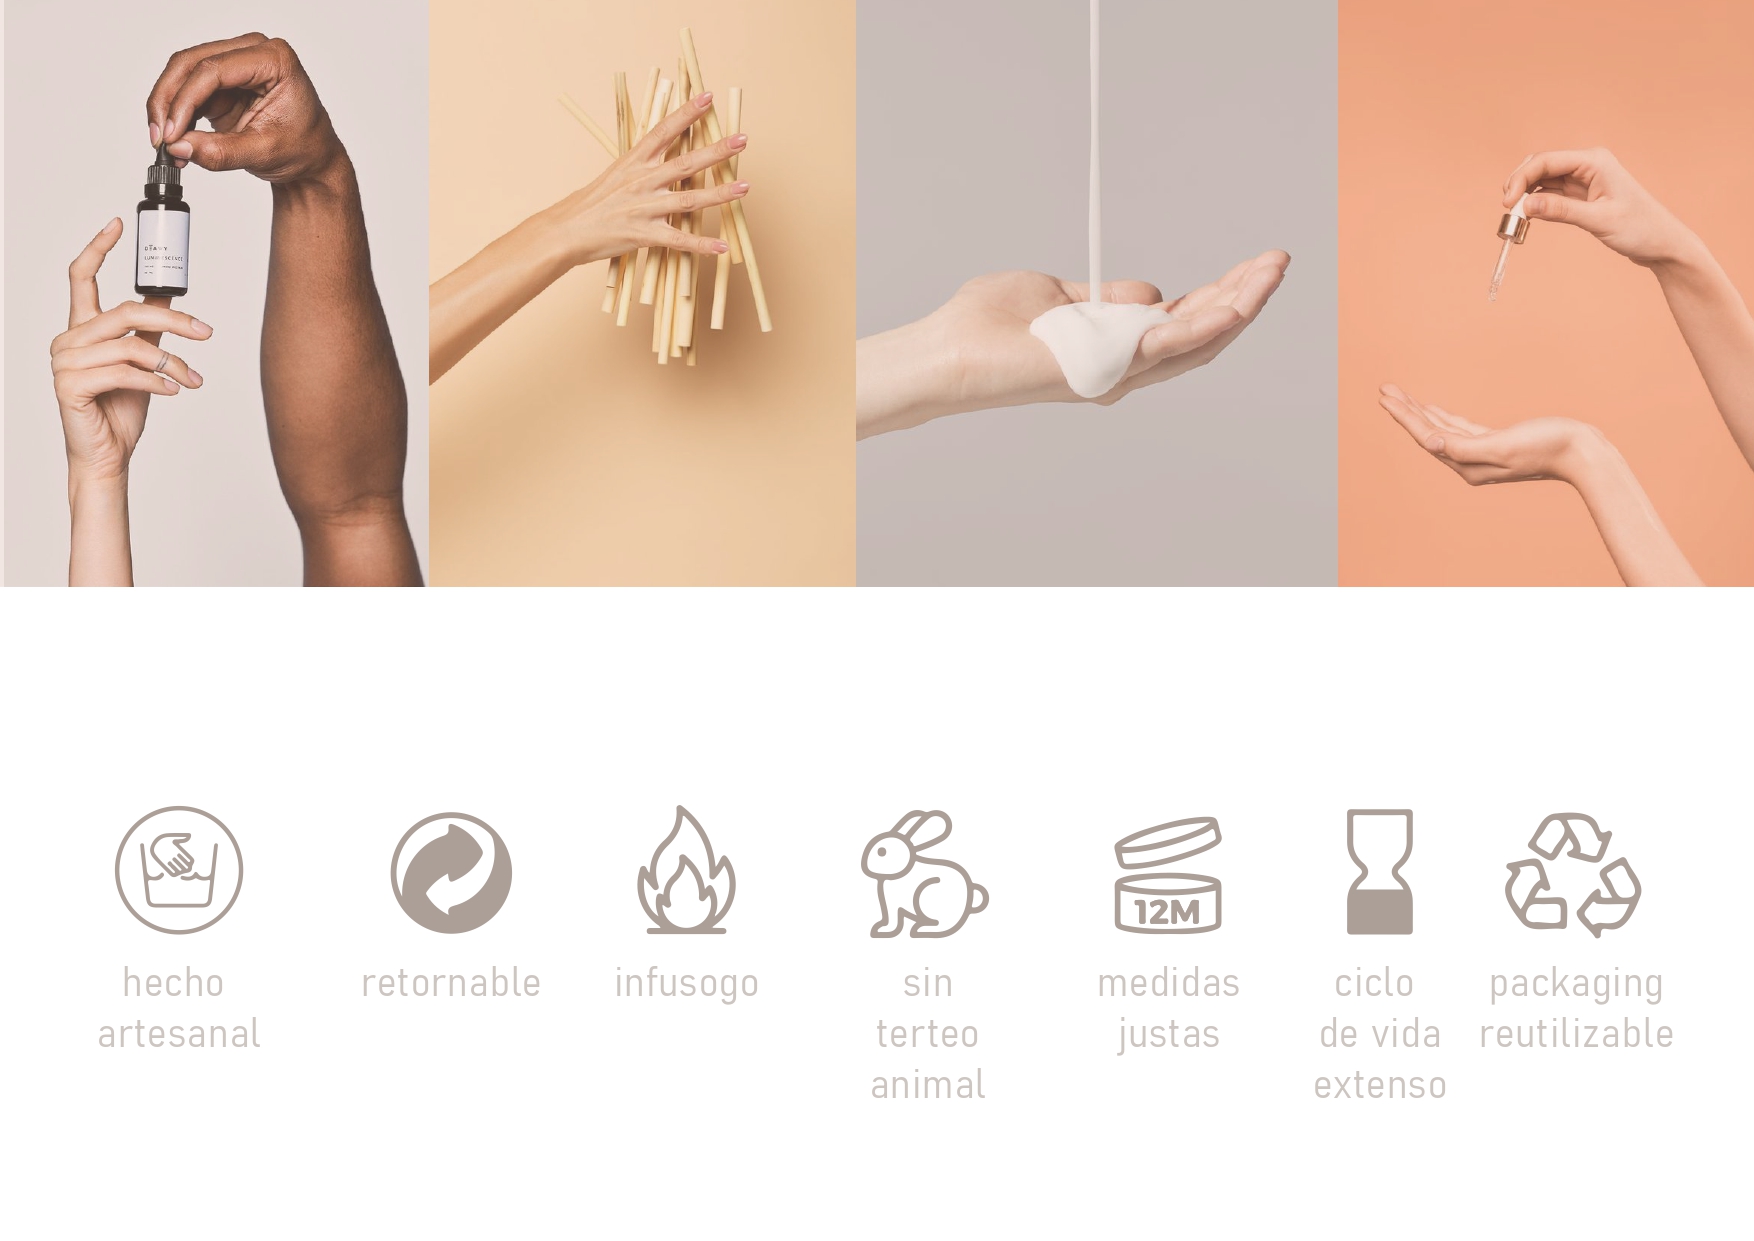 12M
hecho
artesanal
retornable
infusogo
sin
terteo
animal
medidas
justas
ciclo
de vida
extenso
packaging
reutilizable